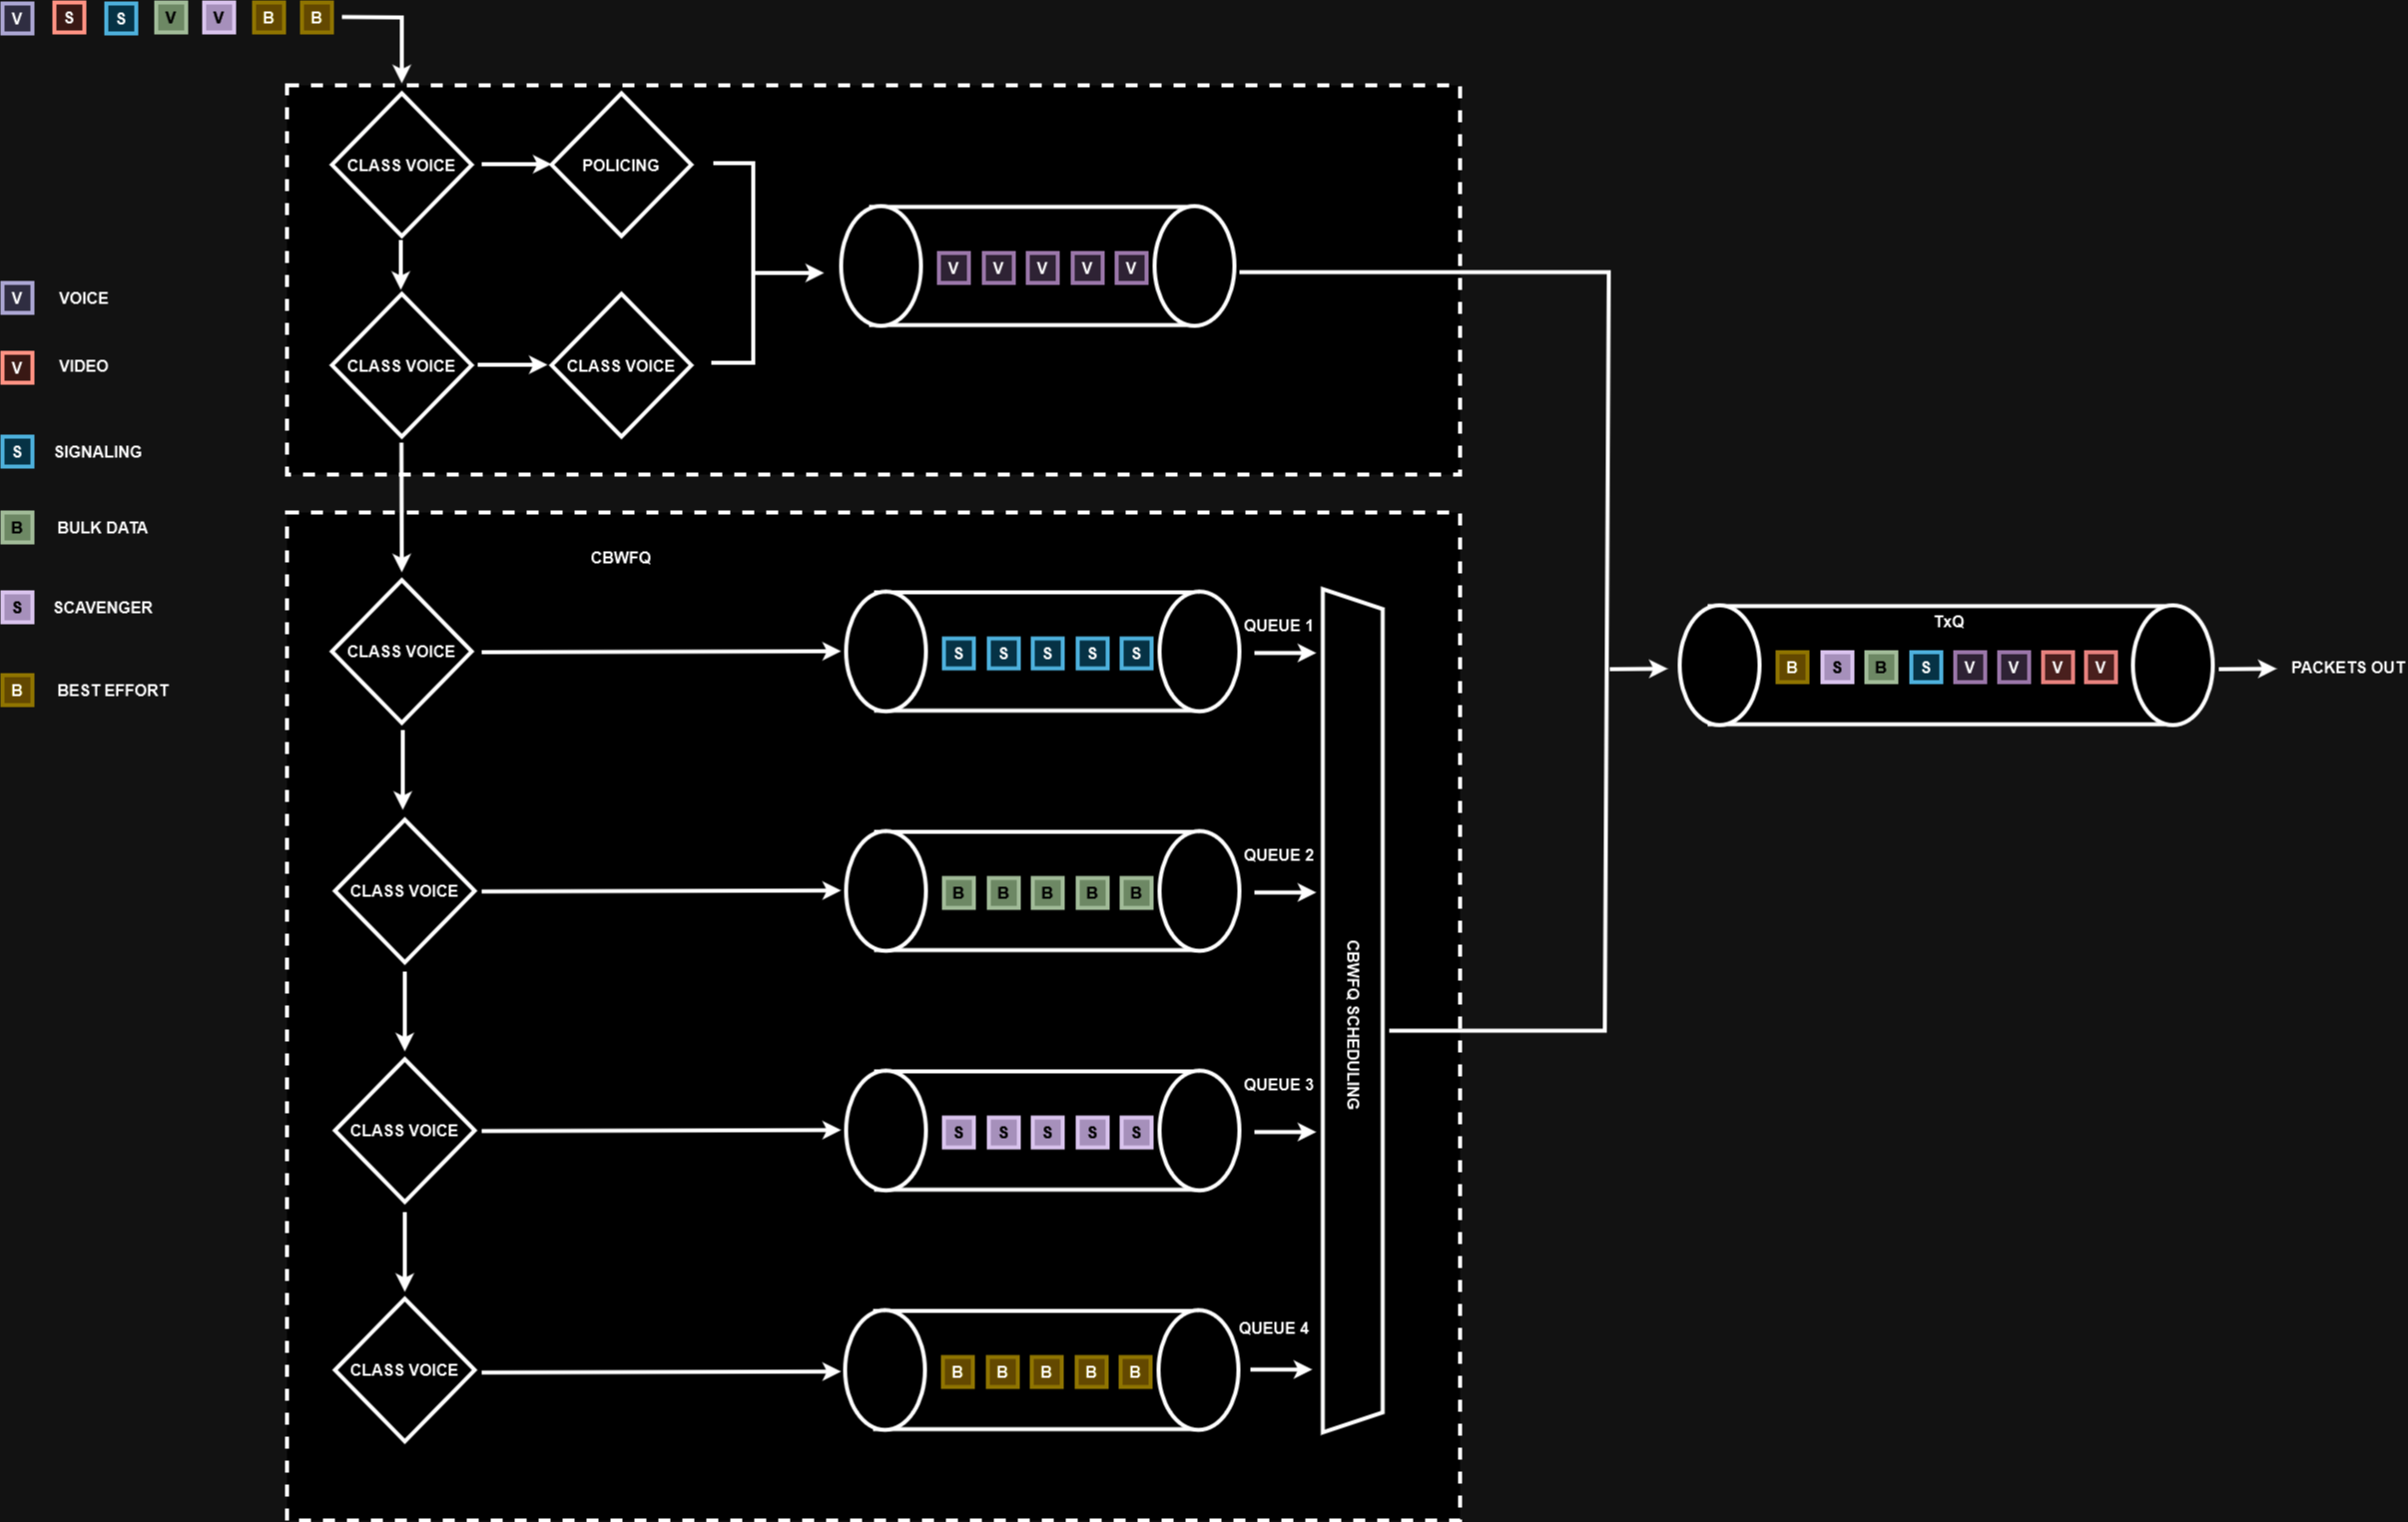 V S S V V B B
CLASS VOICE
POLICING
V V V V V
CLASS VOICE
CLASS VOICE
V VOICE
V VIDEO
S SIGNALING
B BULK DATA
S SCAVENGER
B BEST EFFORT
CBWFQ
CLASS VOICE
S S S S S
QUEUE 1
CLASS VOICE
B B B B B
QUEUE 2
CLASS VOICE
S S S S S
QUEUE 3
CLASS VOICE
B B B B B
QUEUE 4
CBWFQ SCHEDULING
TxQ
B S B S V V V V
PACKETS OUT